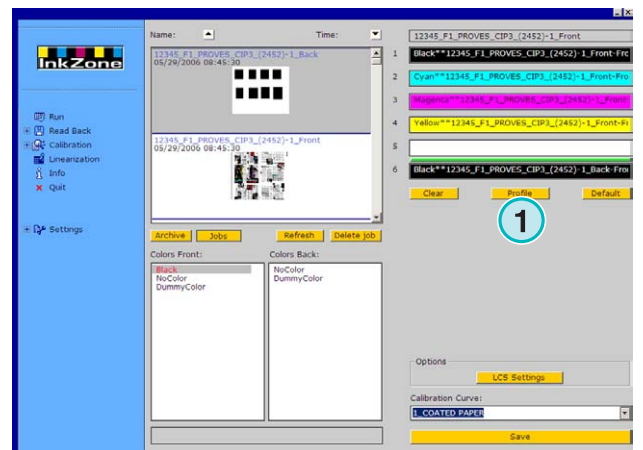 InkZone
Run
Read Back
Calibration
Linearization
Info
Quit
Settings
Name: Time:
12345_F1_PROVES_CIP3_(2452)-1_Back
05/29/2006 08:45:30
12345_F1_PROVES_CIP3_(2452)-1_Front
05/29/2006 08:45:30
Archive Jobs Refresh Delete job
Colors Front: Colors Back:
Black
NoColor
DummyColor
NoColor
DummyColor
12345_F1_PROVES_CIP3_(2452)-1_Front
1 Black**12345_F1_PROVES_CIP3_(2452)-1_Front-Fro
2 Cyan**12345_F1_PROVES_CIP3_(2452)-1_Front-Fro
3 Magenta**12345_F1_PROVES_CIP3_(2452)-1_Front-
4 Yellow**12345_F1_PROVES_CIP3_(2452)-1_Front-Fr
5
6 Black**12345_F1_PROVES_CIP3_(2452)-1_Back-Fron
Clear Profile Default
1
Options
LCS Settings
Calibration Curve:
1_COATED PAPER
Save